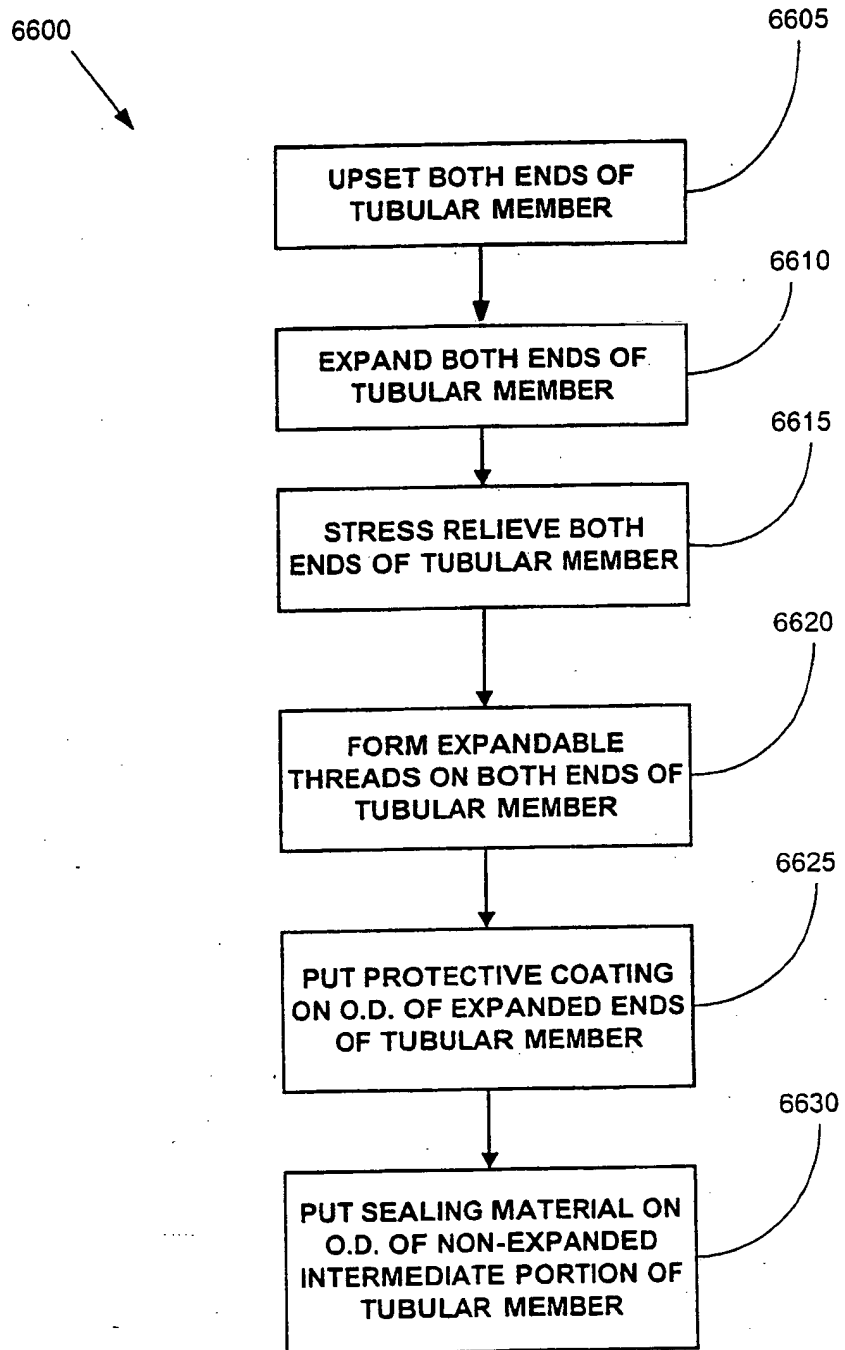 6600
6605
UPSET BOTH ENDS OF
TUBULAR MEMBER
6610
EXPAND BOTH ENDS OF
TUBULAR MEMBER
6615
STRESS RELIEVE BOTH
ENDS OF TUBULAR MEMBER
6620
FORM EXPANDABLE
THREADS ON BOTH ENDS OF
TUBULAR MEMBER
6625
PUT PROTECTIVE COATING
ON O.D. OF EXPANDED ENDS
OF TUBULAR MEMBER
6630
PUT SEALING MATERIAL ON
O.D. OF NON-EXPANDED
INTERMEDIATE PORTION OF
TUBULAR MEMBER